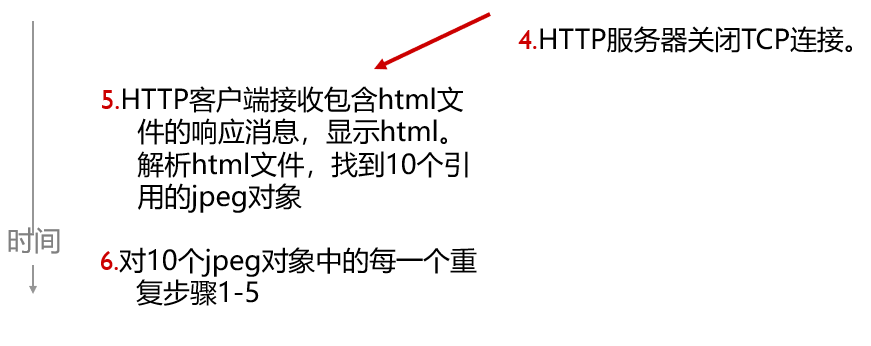 4.HTTP服务器关闭TCP连接。
5.HTTP客户端接收包含html文
件的响应消息，显示html。
解析html文件，找到10个引
用的jpeg对象
时间
6.对10个jpeg对象中的每一个重
复步骤1-5